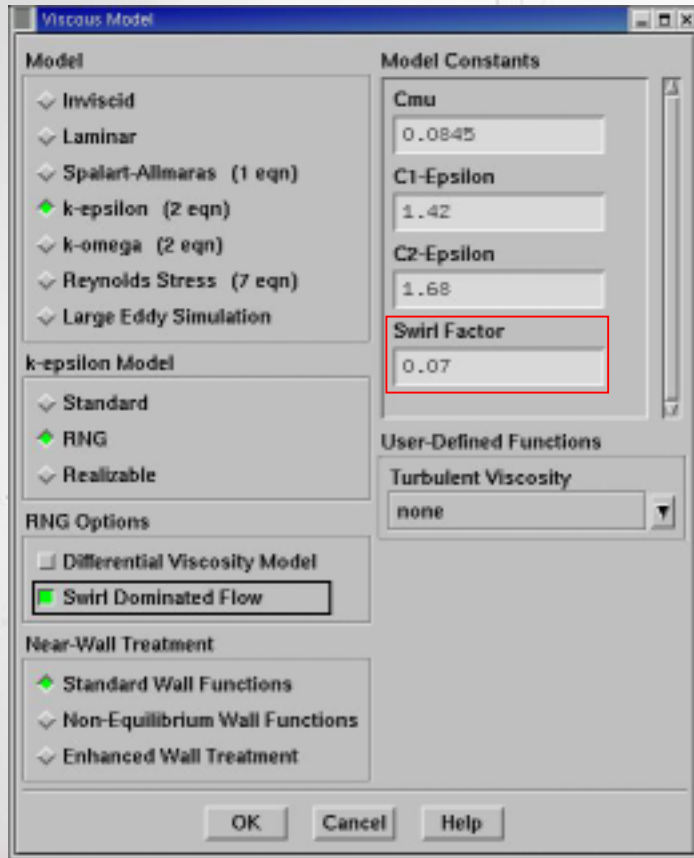 Viscous Model
Model
Inviscid
Laminar
Spalart-Allmaras (1 eqn)
k-epsilon (2 eqn)
k-omega (2 eqn)
Reynolds Stress (7 eqn)
Large Eddy Simulation
k-epsilon Model
Standard
RNG
Realizable
RNG Options
Differential Viscosity Model
Swirl Dominated Flow
Near-Wall Treatment
Standard Wall Functions
Non-Equilibrium Wall Functions
Enhanced Wall Treatment
Model Constants
Cmu
0.0845
C1-Epsilon
1.42
C2-Epsilon
1.68
Swirl Factor
0.07
User-Defined Functions
Turbulent Viscosity
none
OK Cancel Help